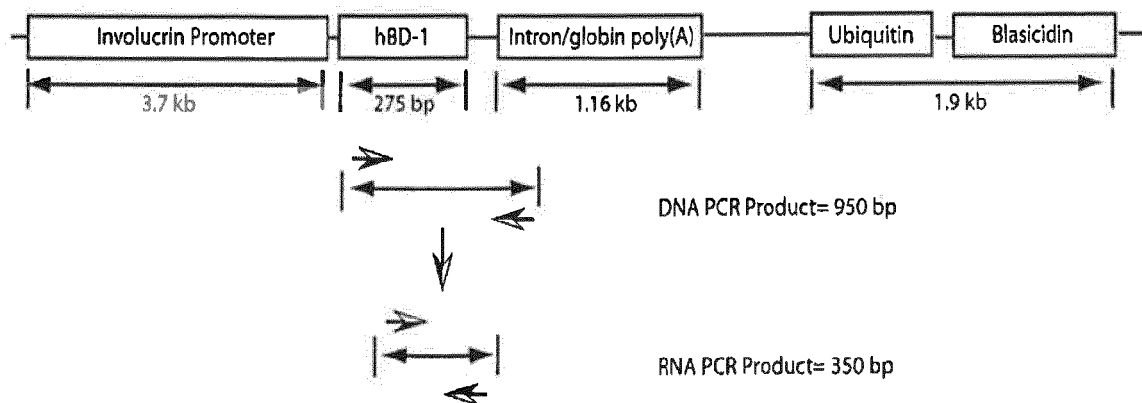 Involucrin Promoter hBD-1 Intron/globin poly(A) Ubiquitin Blasicidin
3.7 kb 275 bp 1.16 kb 1.9 kb
DNA PCR Product= 950 bp
RNA PCR Product= 350 bp